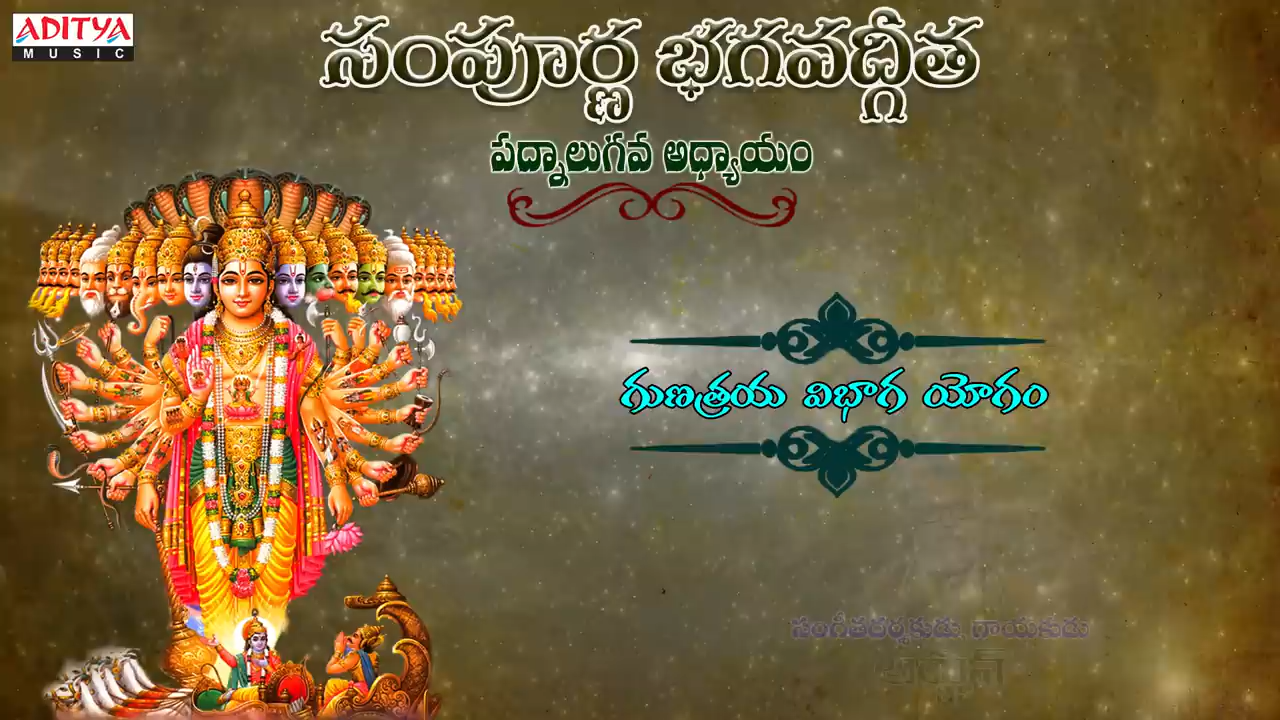 ADITYA
MUSIC
సంపూర్ణ భగవద్గీత
పద్నాలుగవ అధ్యాయం
గుణత్రయ విభాగ యోగం
సంగీతదర్శకుడు, గాయకుడు